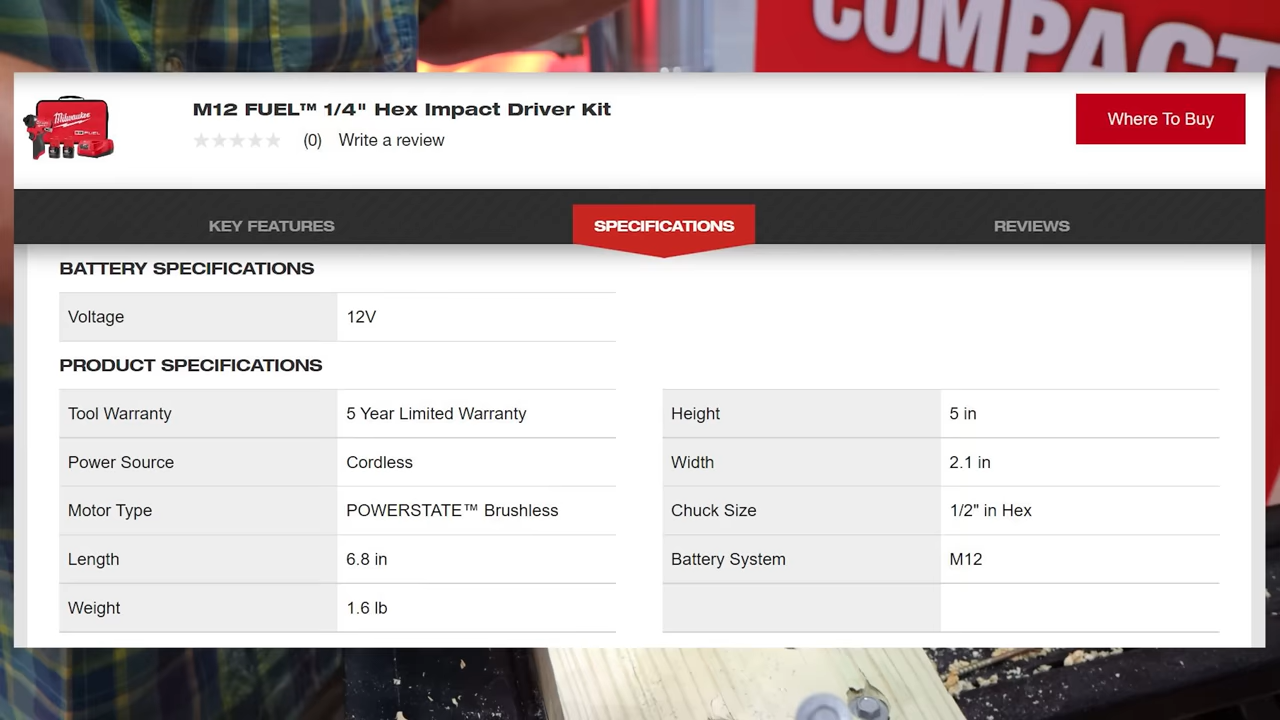 COMPACT
Milwaukee
FUEL
M12 FUEL™ 1/4" Hex Impact Driver Kit
(0) Write a review
Where To Buy
KEY FEATURES
SPECIFICATIONS
REVIEWS
BATTERY SPECIFICATIONS
Voltage 12V
PRODUCT SPECIFICATIONS
Tool Warranty 5 Year Limited Warranty
Height 5 in
Power Source Cordless
Width 2.1 in
Motor Type POWERSTATE™ Brushless
Chuck Size 1/2" in Hex
Length 6.8 in
Battery System M12
Weight 1.6 lb